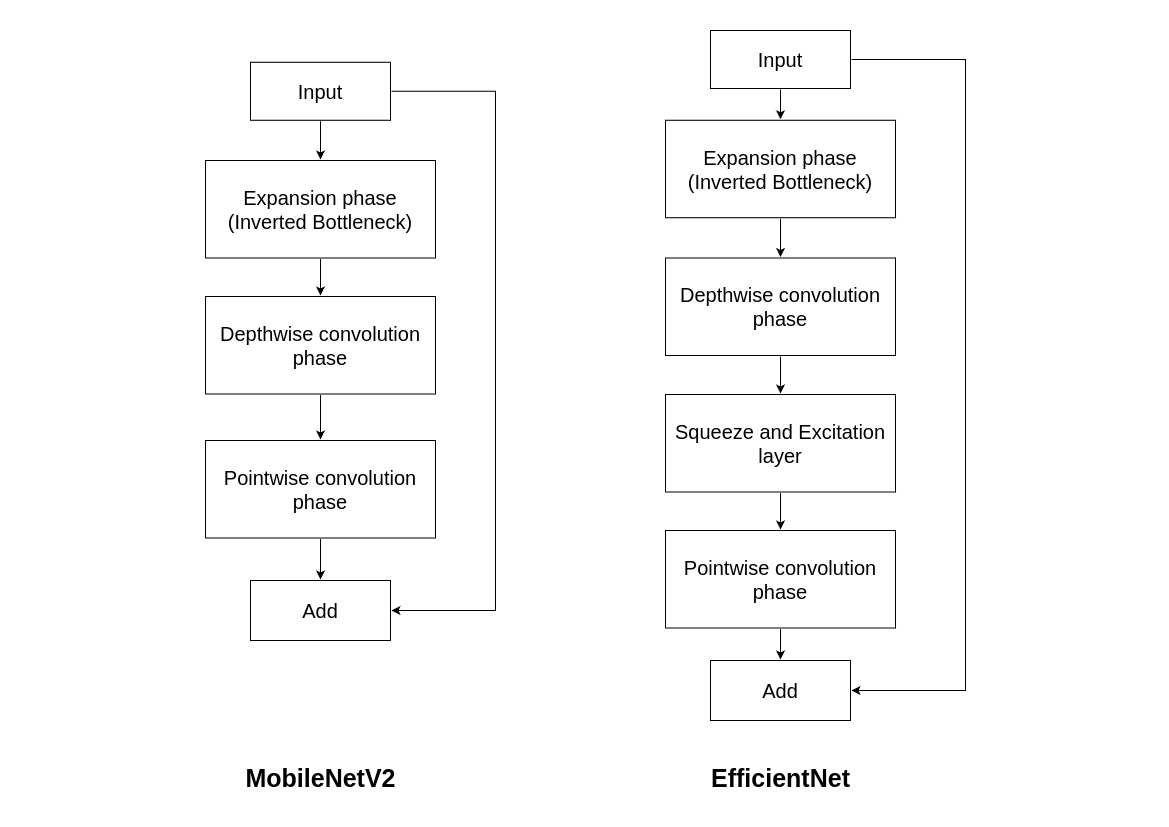 Input
Expansion phase
(Inverted Bottleneck)
Depthwise convolution
phase
Pointwise convolution
phase
Add
MobileNetV2
Input
Expansion phase
(Inverted Bottleneck)
Depthwise convolution
phase
Squeeze and Excitation
layer
Pointwise convolution
phase
Add
EfficientNet